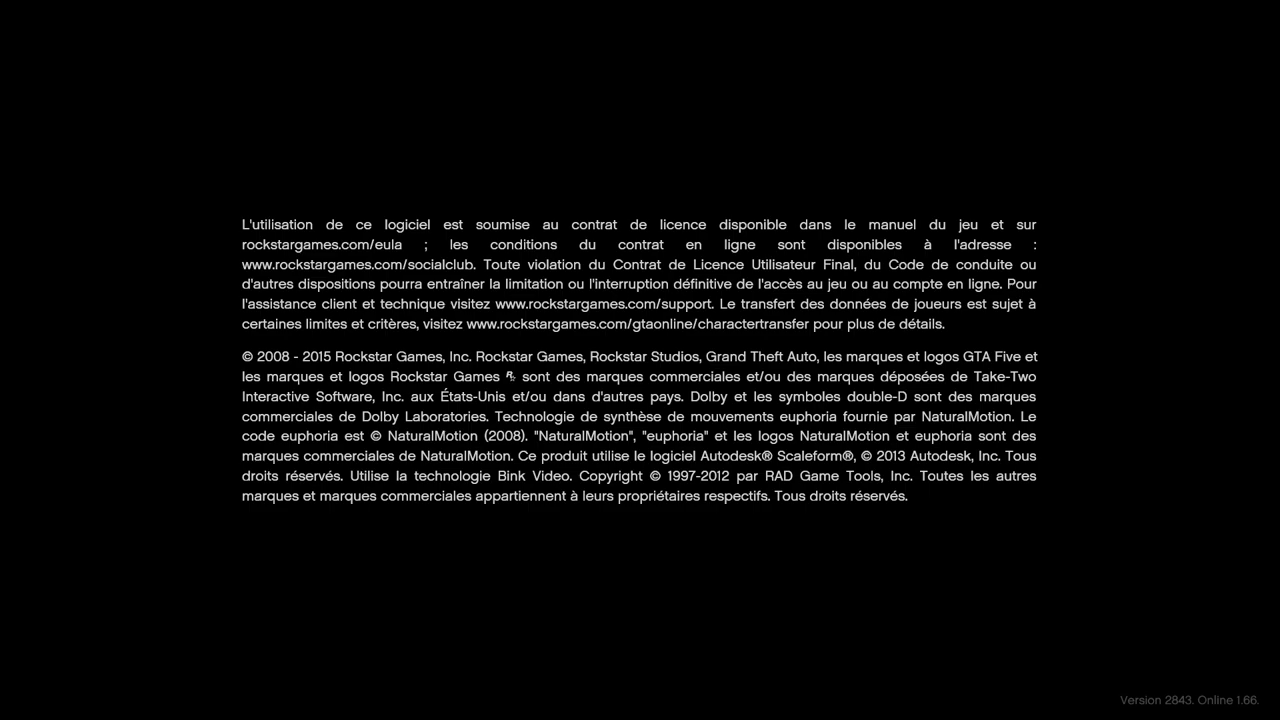 L'utilisation de ce logiciel est soumise au contrat de licence disponible dans le manuel du jeu et sur
rockstargames.com/eula ; les conditions du contrat en ligne sont disponibles à l'adresse :
www.rockstargames.com/socialclub. Toute violation du Contrat de Licence Utilisateur Final, du Code de conduite ou
d'autres dispositions pourra entraîner la limitation ou l'interruption définitive de l'accès au jeu ou au compte en ligne. Pour
l'assistance client et technique visitez www.rockstargames.com/support. Le transfert des données de joueurs est sujet à
certaines limites et critères, visitez www.rockstargames.com/gtaonline/charactertransfer pour plus de détails.
© 2008 - 2015 Rockstar Games, Inc. Rockstar Games, Rockstar Studios, Grand Theft Auto, les marques et logos GTA Five et
les marques et logos Rockstar Games R* sont des marques commerciales et/ou des marques déposées de Take-Two
Interactive Software, Inc. aux États-Unis et/ou dans d'autres pays. Dolby et les symboles double-D sont des marques
commerciales de Dolby Laboratories. Technologie de synthèse de mouvements euphoria fournie par NaturalMotion. Le
code euphoria est © NaturalMotion (2008). "NaturalMotion", "euphoria" et les logos NaturalMotion et euphoria sont des
marques commerciales de NaturalMotion. Ce produit utilise le logiciel Autodesk® Scaleform®, © 2013 Autodesk, Inc. Tous
droits réservés. Utilise la technologie Bink Video. Copyright © 1997-2012 par RAD Game Tools, Inc. Toutes les autres
marques et marques commerciales appartiennent à leurs propriétaires respectifs. Tous droits réservés.
Version 2843. Online 1.66.